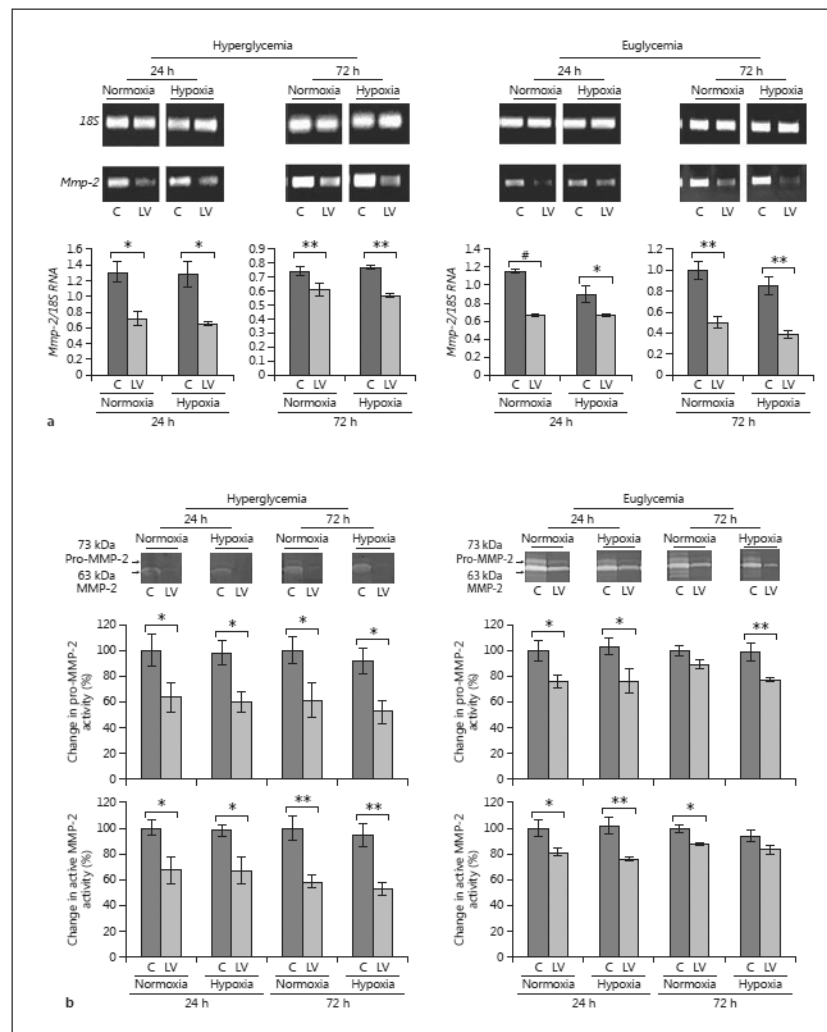 Hyperglycemia Euglycemia
24 h 72 h 24 h 72 h
Normoxia Hypoxia Normoxia Hypoxia Normoxia Hypoxia Normoxia Hypoxia
18S
Mmp-2
C LV C LV C LV C LV C LV C LV C LV C LV
Mmp-2/18S RNA
1.6
1.4
1.2
1.0
0.8
0.6
0.4
0.2
0
* *
0.9
0.8
0.7
0.6
0.5
0.4
0.3
0.2
0.1
0
** **
Mmp-2/18S RNA
1.4
1.2
1.0
0.8
0.6
0.4
0.2
0
# *
1.2
1.0
0.8
0.6
0.4
0.2
0
** **
C LV C LV C LV C LV C LV C LV C LV C LV
Normoxia Hypoxia Normoxia Hypoxia Normoxia Hypoxia Normoxia Hypoxia
24 h 72 h 24 h 72 h
a
Hyperglycemia Euglycemia
24 h 72 h 24 h 72 h
Normoxia Hypoxia Normoxia Hypoxia Normoxia Hypoxia Normoxia Hypoxia
73 kDa
Pro-MMP-2
63 kDa
MMP-2
73 kDa
Pro-MMP-2
63 kDa
MMP-2
C LV C LV C LV C LV C LV C LV C LV C LV
Change in pro-MMP-2
activity (%)
120
100
80
60
40
20
0
* * * *
Change in pro-MMP-2
activity (%)
120
100
80
60
40
20
0
* * **
Change in active MMP-2
activity (%)
120
100
80
60
40
20
0
* * ** **
Change in active MMP-2
activity (%)
120
100
80
60
40
20
0
* ** *
C LV C LV C LV C LV C LV C LV C LV C LV
Normoxia Hypoxia Normoxia Hypoxia Normoxia Hypoxia Normoxia Hypoxia
24 h 72 h 24 h 72 h
b